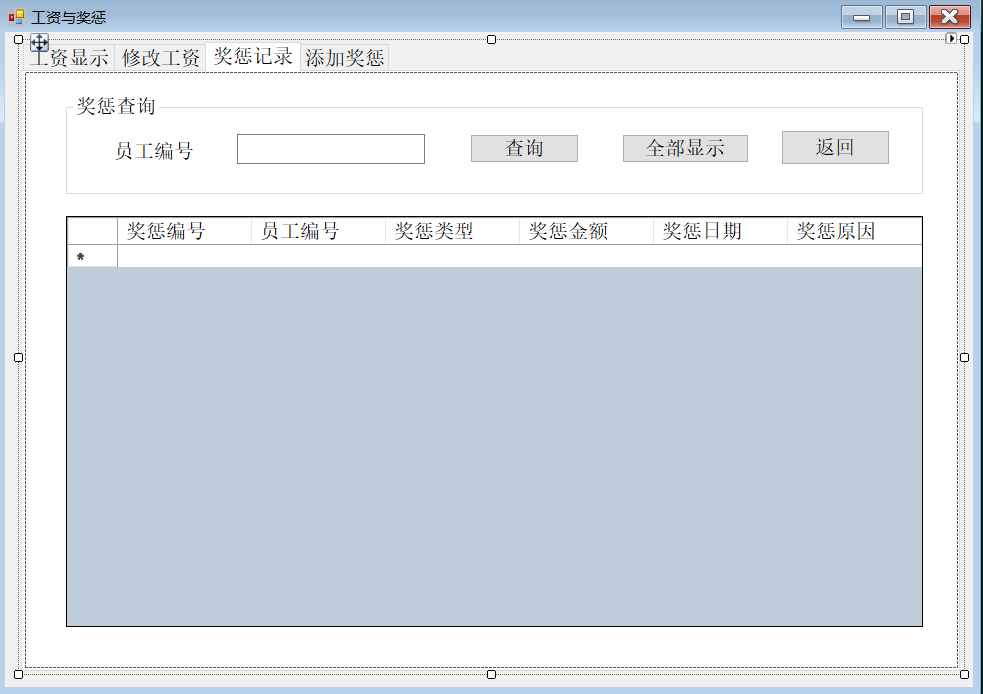 工资与奖惩
工资显示 修改工资 奖惩记录 添加奖惩
奖惩查询
员工编号 查询 全部显示 返回
奖惩编号 员工编号 奖惩类型 奖惩金额 奖惩日期 奖惩原因
*